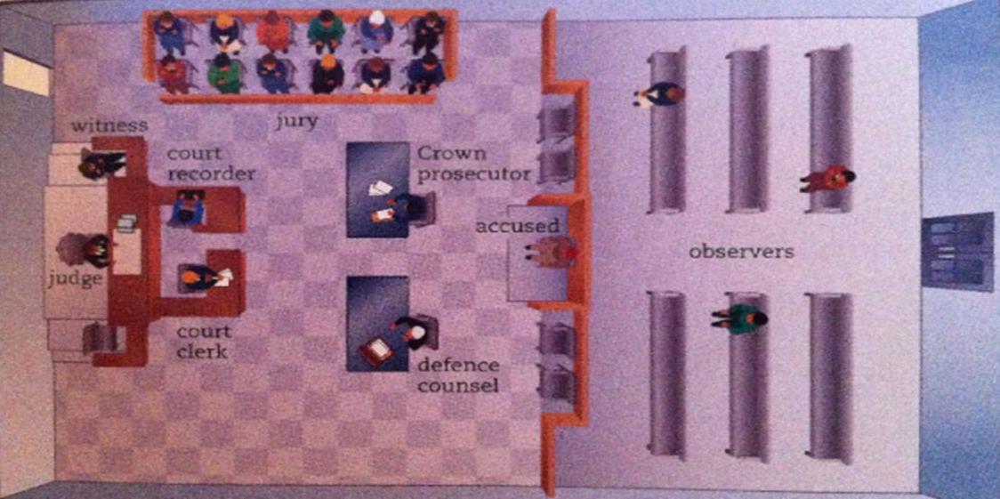 witness
jury
court
recorder
Crown
prosecutor
accused
observers
judge
court
clerk
defence
counsel